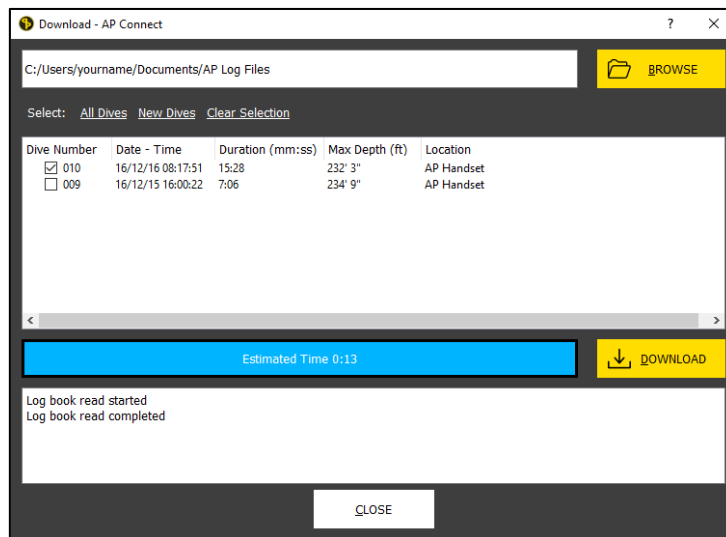 Download - AP Connect ? ×
C:/Users/yourname/Documents/AP Log Files BROWSE
Select: All Dives New Dives Clear Selection
Dive Number Date - Time Duration (mm:ss) Max Depth (ft) Location
010 16/12/16 08:17:51 15:28 232' 3" AP Handset
009 16/12/15 16:00:22 7:06 234' 9" AP Handset
Estimated Time 0:13 DOWNLOAD
Log book read started
Log book read completed
CLOSE